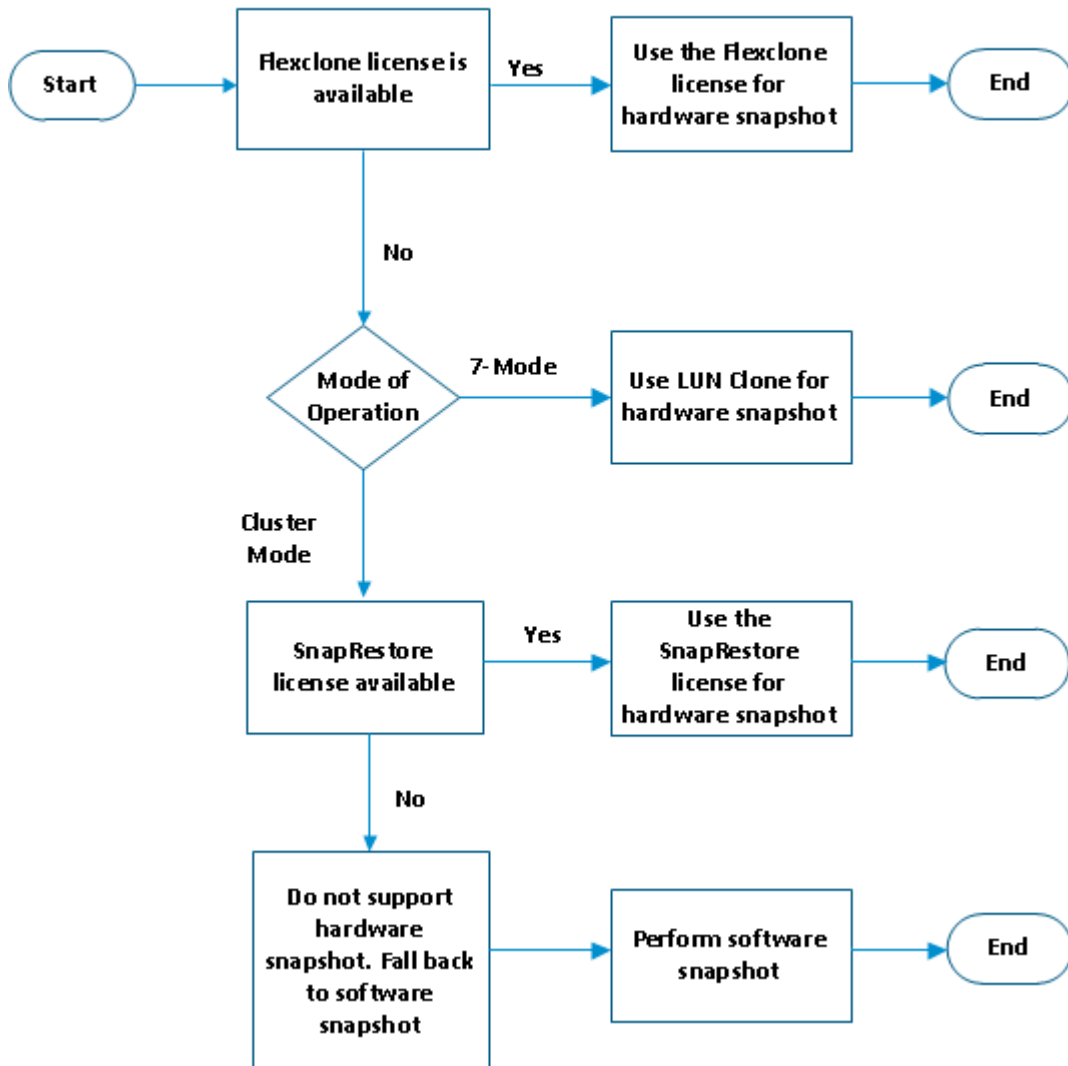 Start
Flexclone license is
available
Yes
Use the Flexclone
license for
hardware snapshot
End
No
Mode of
Operation
7-Mode
Use LUN Clone for
hardware snapshot
End
Cluster
Mode
SnapRestore
license available
Yes
Use the
SnapRestore
license for
hardware snapshot
End
No
Do not support
hardware
snapshot. Fall back
to software
snapshot
Perform software
snapshot
End